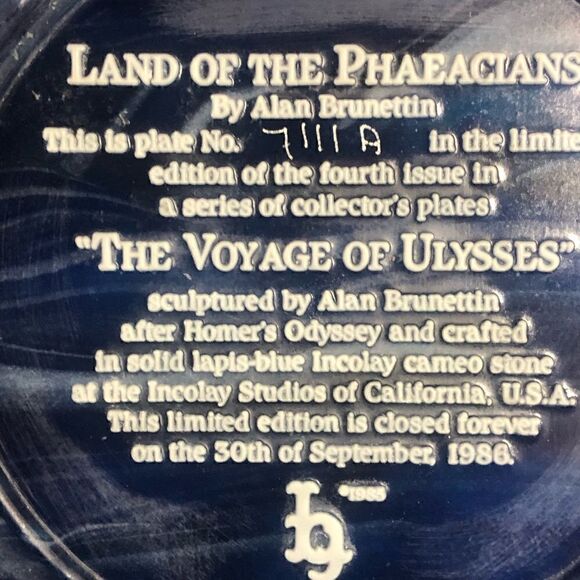 LAND OF THE PHAEACIANS
By Alan Brunettin
This is plate No. 7111A in the limite
edition of the fourth issue in
a series of collector's plates
"THE VOYAGE OF ULYSSES"
sculptured by Alan Brunettin
after Homer's Odyssey and crafted
in solid lapis-blue Incolay cameo stone
at the Incolay Studios of California, U.S.A.
This limited edition is closed forever
on the 30th of September, 1986.
©1985